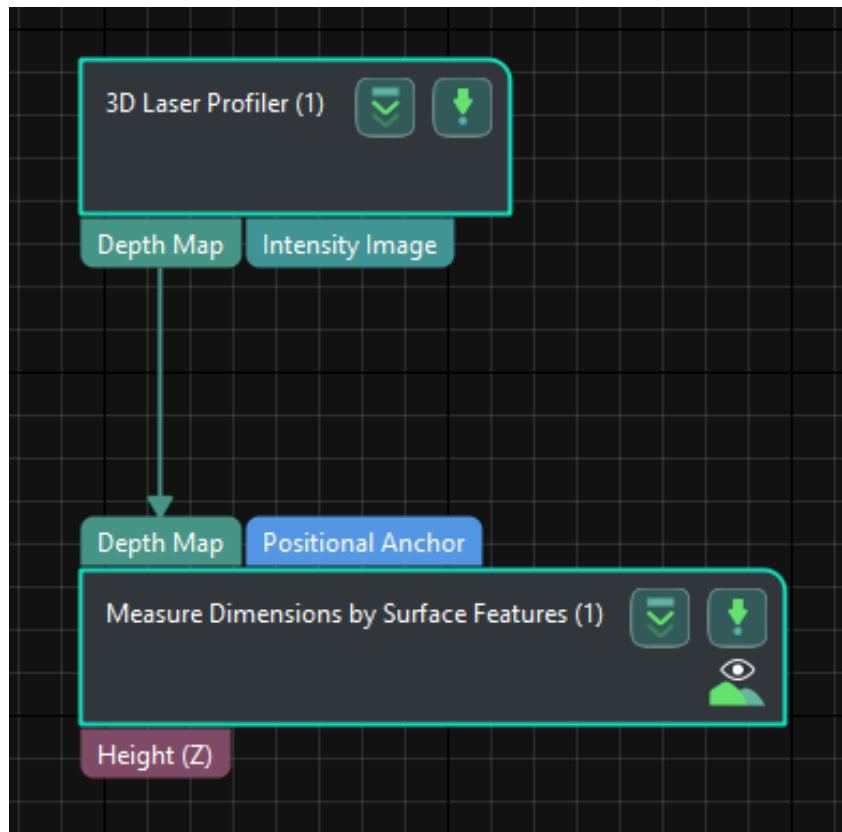 3D Laser Profiler (1)
Depth Map
Intensity Image
Depth Map
Positional Anchor
Measure Dimensions by Surface Features (1)
Height (Z)